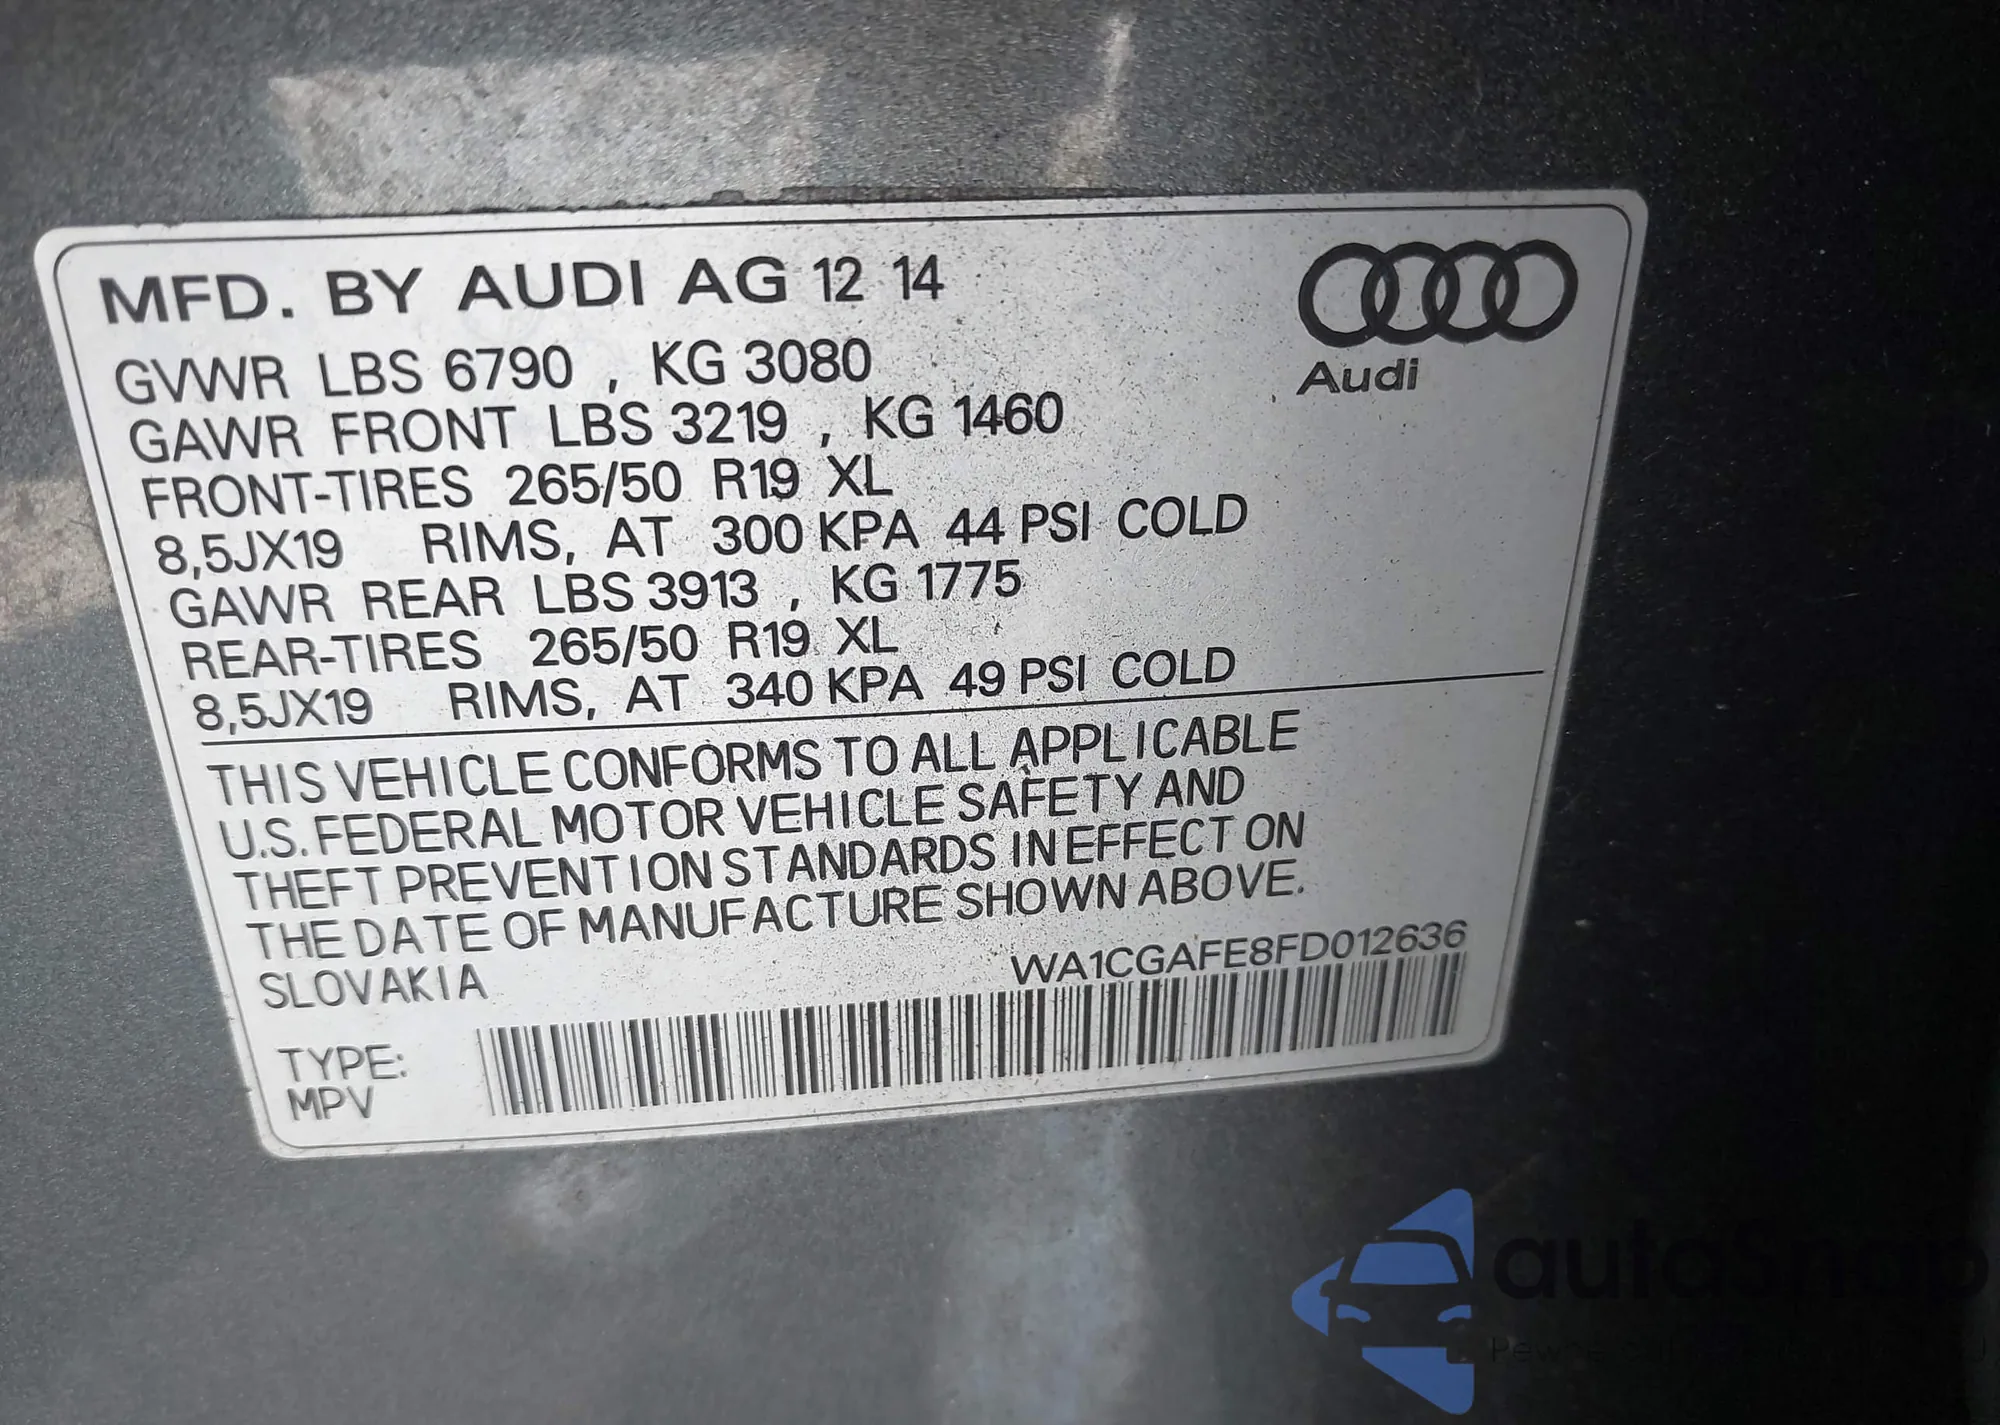 MFD. BY AUDI AG 12 14
GVWR LBS 6790 , KG 3080
GAWR FRONT LBS 3219 , KG 1460
FRONT-TIRES 265/50 R19 XL
8,5JX19 RIMS, AT 300 KPA 44 PSI COLD
GAWR REAR LBS 3913 , KG 1775
REAR-TIRES 265/50 R19 XL
8,5JX19 RIMS, AT 340 KPA 49 PSI COLD
Audi
THIS VEHICLE CONFORMS TO ALL APPLICABLE
U.S. FEDERAL MOTOR VEHICLE SAFETY AND
THEFT PREVENTION STANDARDS IN EFFECT ON
THE DATE OF MANUFACTURE SHOWN ABOVE.
SLOVAKIA
WA1CGAFE8FD012636
TYPE:
MPV
autaSnap